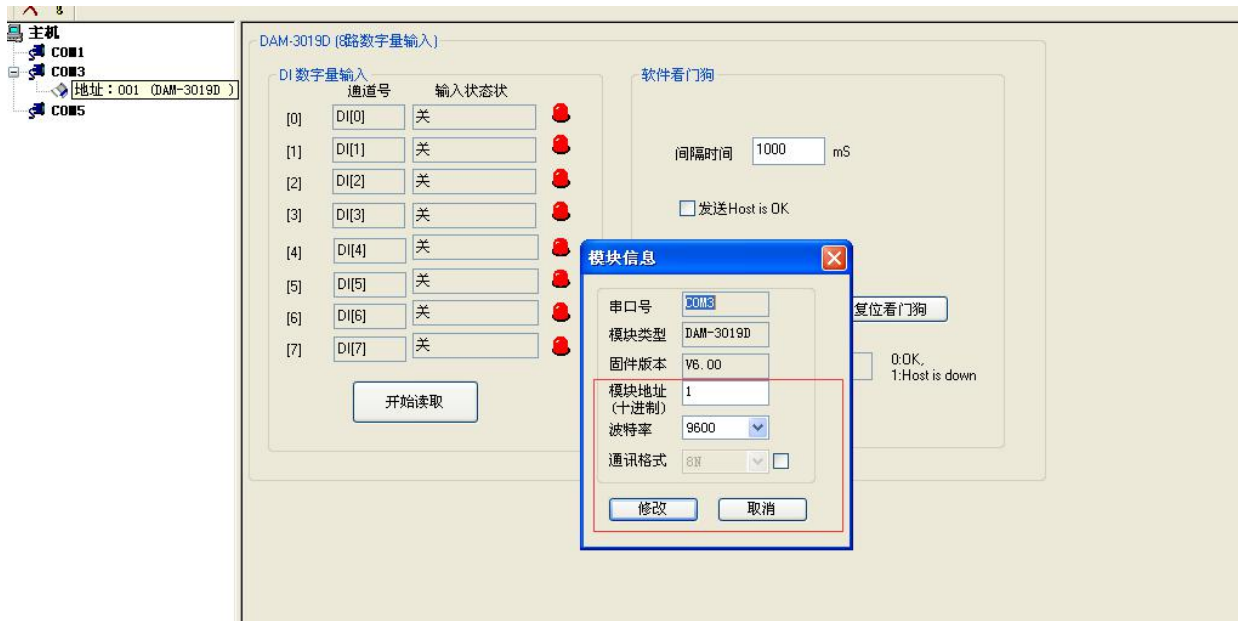 主机
COM1
COM3
地址：001 (DAM-3019D )
COM5
DAM-3019D (8路数字量输入)
DI 数字量输入
通道号 输入状态状
[0] DI[0] 关
[1] DI[1] 关
[2] DI[2] 关
[3] DI[3] 关
[4] DI[4] 关
[5] DI[5] 关
[6] DI[6] 关
[7] DI[7] 关
开始读取
软件看门狗
间隔时间 1000 mS
发送Host is OK
复位看门狗
0:OK,
1:Host is down
模块信息
串口号 COM3
模块类型 DAM-3019D
固件版本 V6.00
模块地址 1
(十进制)
波特率 9600
通讯格式 8N
修改 取消